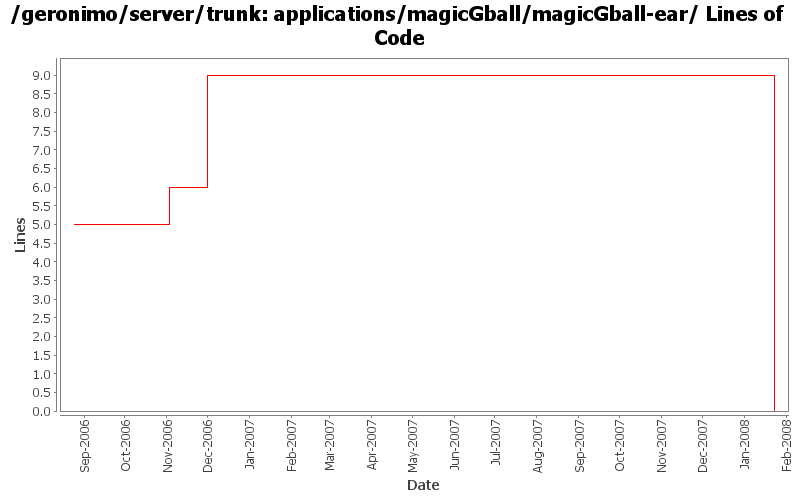 /geronimo/server/trunk: applications/magicGball/magicGball-ear/ Lines of
Code
9.0
8.5
8.0
7.5
7.0
6.5
6.0
5.5
5.0
4.5
4.0
3.5
3.0
2.5
2.0
1.5
1.0
0.5
0.0
Lines
Sep-2006
Oct-2006
Nov-2006
Dec-2006
Jan-2007
Feb-2007
Mar-2007
Apr-2007
May-2007
Jun-2007
Jul-2007
Aug-2007
Sep-2007
Oct-2007
Nov-2007
Dec-2007
Jan-2008
Feb-2008
Date